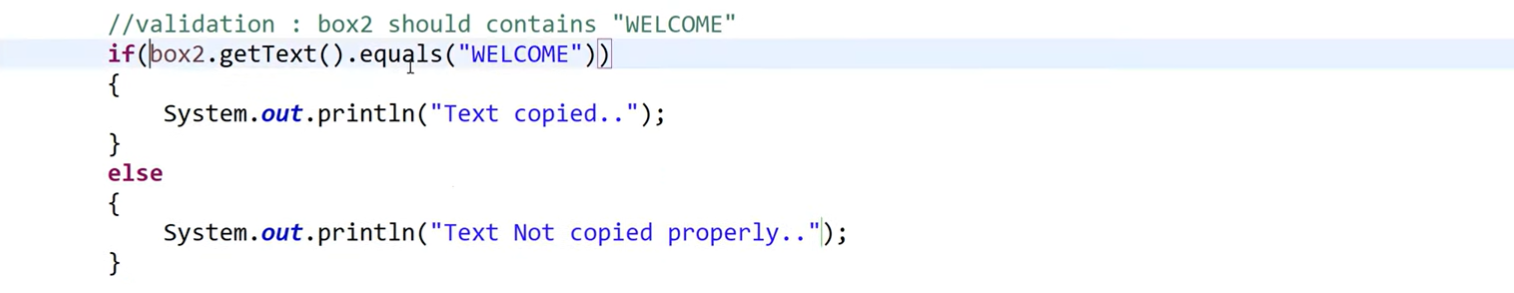 //validation : box2 should contains "WELCOME"
if(box2.getText().equals("WELCOME"))
{
    System.out.println("Text copied..");
}
else
{
    System.out.println("Text Not copied properly..");
}